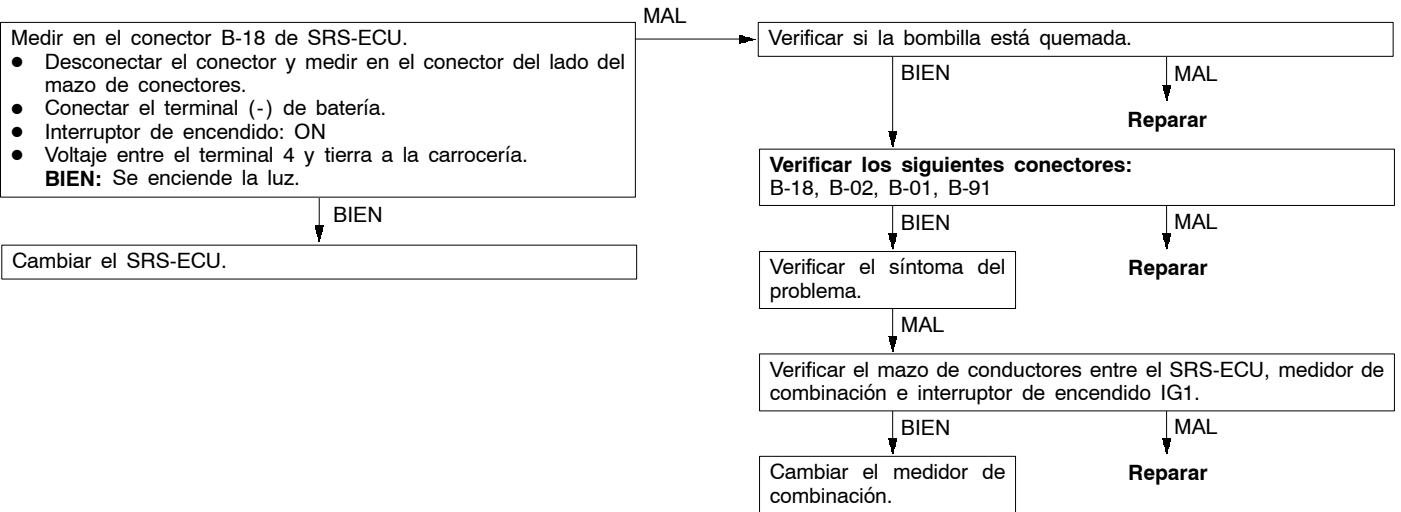 Medir en el conector B-18 de SRS-ECU.
● Desconectar el conector y medir en el conector del lado del
mazo de conectores.
● Conectar el terminal (-) de batería.
● Interruptor de encendido: ON
● Voltaje entre el terminal 4 y tierra a la carrocería.
BIEN: Se enciende la luz.
BIEN
Cambiar el SRS-ECU.
MAL
Verificar si la bombilla está quemada.
BIEN
MAL
Reparar
Verificar los siguientes conectores:
B-18, B-02, B-01, B-91
BIEN
MAL
Verificar el síntoma del
problema.
Reparar
MAL
Verificar el mazo de conductores entre el SRS-ECU, medidor de
combinación e interruptor de encendido IG1.
BIEN
MAL
Cambiar el medidor de
combinación.
Reparar